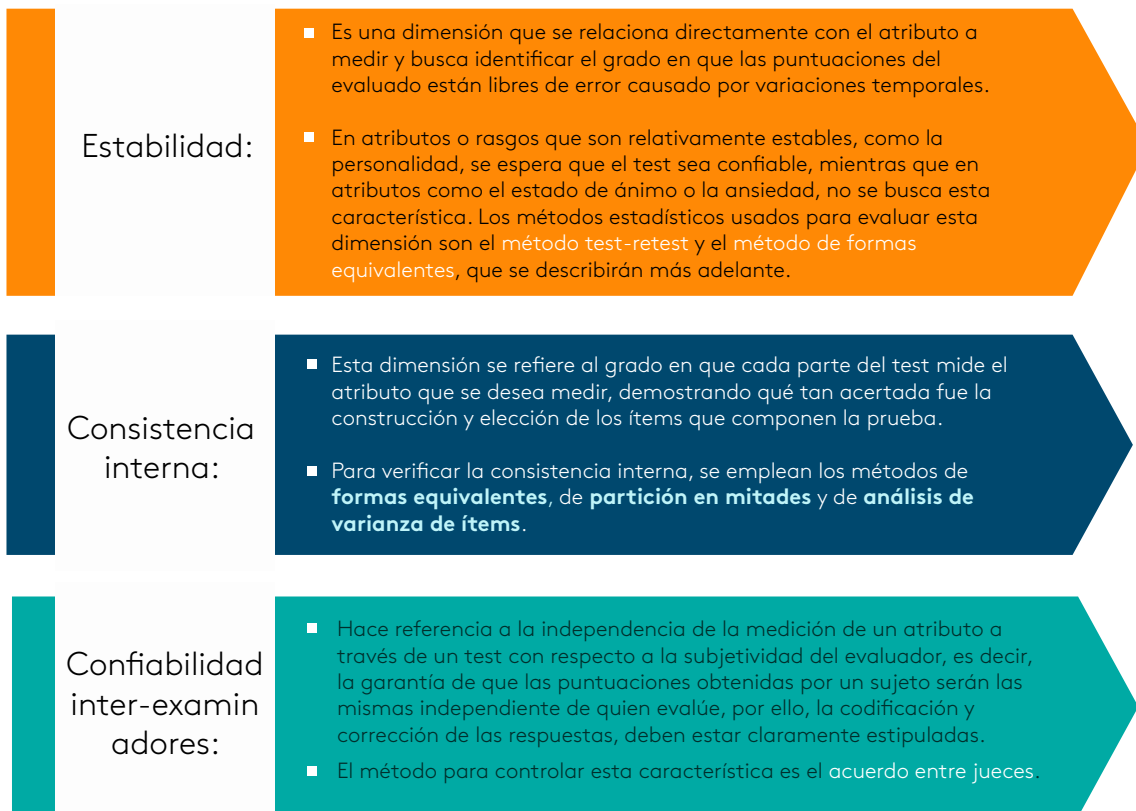 Estabilidad:
Es una dimensión que se relaciona directamente con el atributo a
medir y busca identificar el grado en que las puntuaciones del
evaluado están libres de error causado por variaciones temporales.
En atributos o rasgos que son relativamente estables, como la
personalidad, se espera que el test sea confiable, mientras que en
atributos como el estado de ánimo o la ansiedad, no se busca esta
característica. Los métodos estadísticos usados para evaluar esta
dimensión son el método test-retest y el método de formas
equivalentes, que se describirán más adelante.
Consistencia
interna:
Esta dimensión se refiere al grado en que cada parte del test mide el
atributo que se desea medir, demostrando qué tan acertada fue la
construcción y elección de los ítems que componen la prueba.
Para verificar la consistencia interna, se emplean los métodos de
formas equivalentes, de partición en mitades y de análisis de
varianza de ítems.
Confiabilidad
inter-examin
adores:
Hace referencia a la independencia de la medición de un atributo a
través de un test con respecto a la subjetividad del evaluador, es decir,
la garantía de que las puntuaciones obtenidas por un sujeto serán las
mismas independiente de quien evalúe, por ello, la codificación y
corrección de las respuestas, deben estar claramente estipuladas.
El método para controlar esta característica es el acuerdo entre jueces.